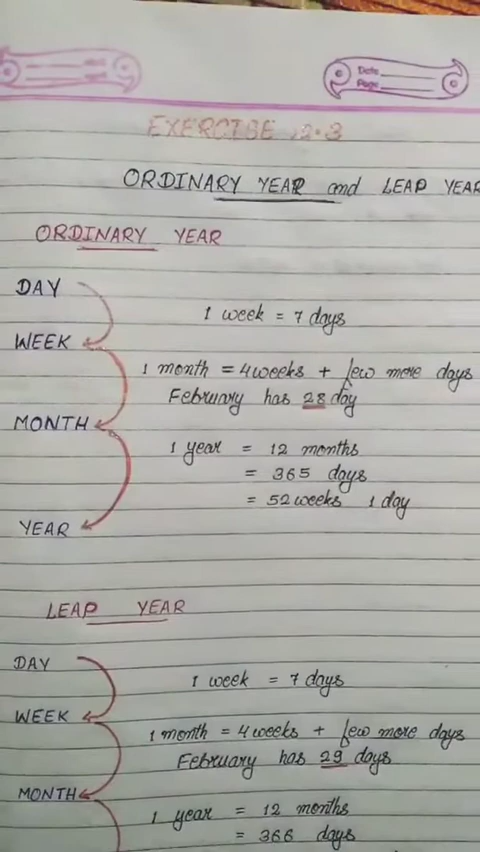 Date
Page
EXERCISE 12.3
ORDINARY YEAR and LEAP YEAR
ORDINARY YEAR
DAY
1 week = 7 days
WEEK
1 month = 4 weeks + few more days
February has 28 day
MONTH
1 year = 12 months
= 365 days
= 52 weeks 1 day
YEAR
LEAP YEAR
DAY
1 week = 7 days
WEEK
1 month = 4 weeks + few more days
February has 29 days
MONTH
1 year = 12 months
= 366 days